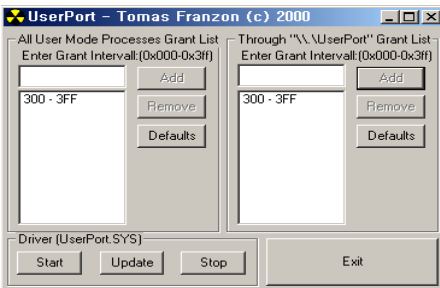 UserPort - Tomas Franzon (c) 2000
All User Mode Processes Grant List
Enter Grant Intervall:(0x000-0x3ff)
Add
300 - 3FF
Remove
Defaults
Through "\\.\UserPort" Grant List
Enter Grant Intervall:(0x000-0x3ff)
Add
300 - 3FF
Remove
Defaults
Driver (UserPort.SYS)
Start
Update
Stop
Exit